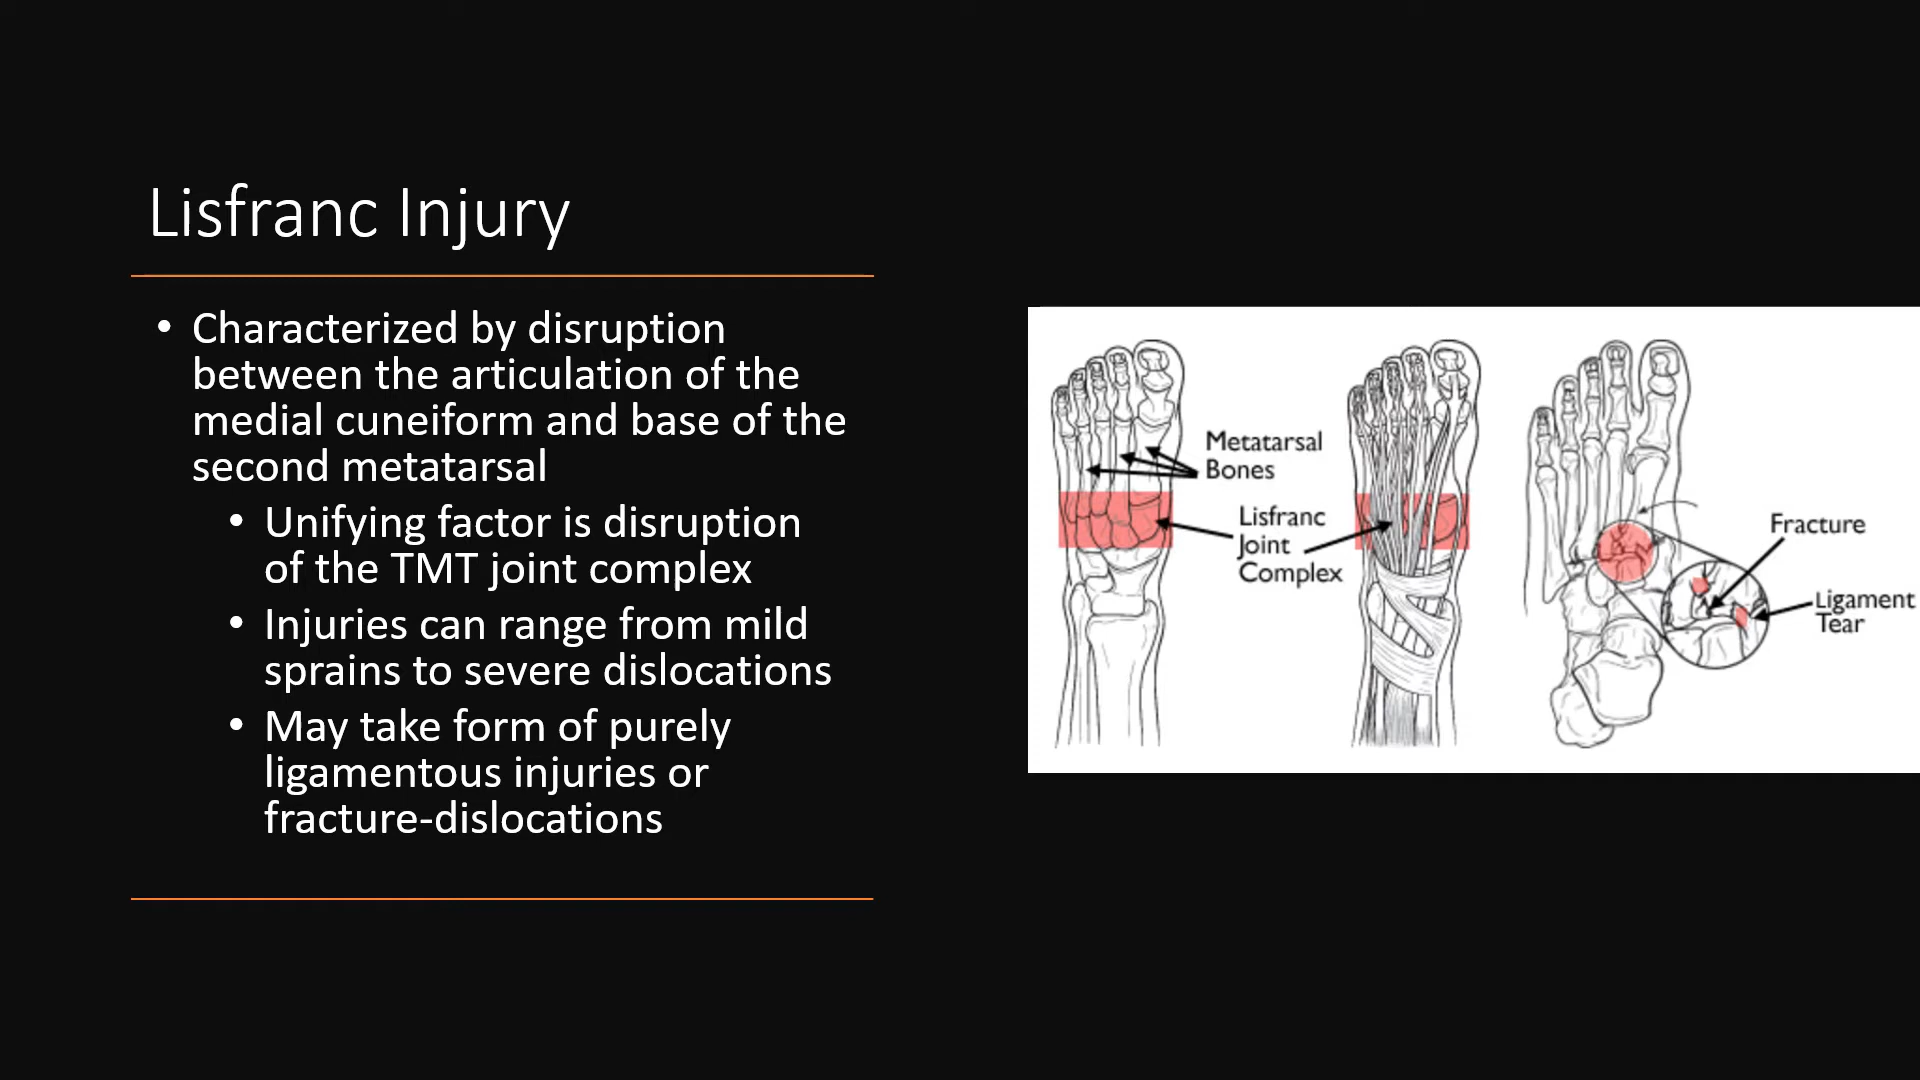 Lisfranc Injury
• Characterized by disruption
between the articulation of the
medial cuneiform and base of the
second metatarsal
• Unifying factor is disruption
of the TMT joint complex
• Injuries can range from mild
sprains to severe dislocations
• May take form of purely
ligamentous injuries or
fracture-dislocations
Metatarsal
Bones
Lisfranc
Joint
Complex
Fracture
Ligament
Tear